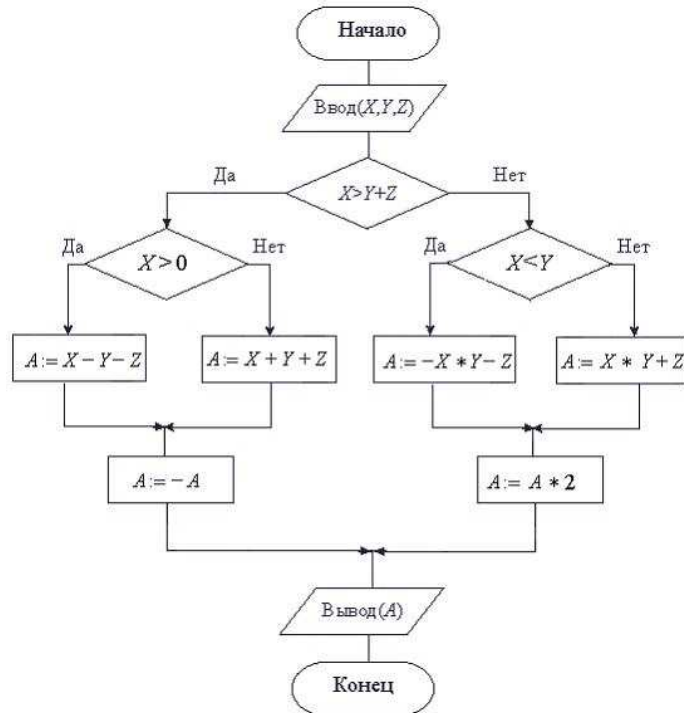 Начало
Ввод(X,Y,Z)
Да
Нет
X>Y+Z
Да
Нет
Да
Нет
X>0
X<Y
A:= X-Y-Z
A:= X+Y+Z
A:=-X*Y-Z
A:= X* Y+Z
A:=-A
A:= A*2
Вывод(A)
Конец